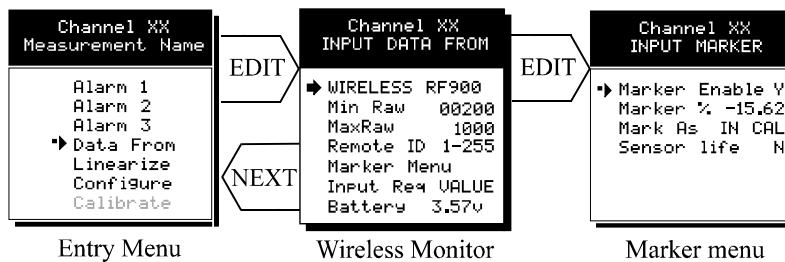 Channel XX
Measurement Name
Alarm 1
Alarm 2
Alarm 3
Data From
Linearize
Configure
Calibrate
Entry Menu
EDIT
NEXT
Channel XX
INPUT DATA FROM
WIRELESS RF900
Min Raw 00200
MaxRaw 1000
Remote ID 1-255
Marker Menu
Input Req VALUE
Battery 3.57v
Wireless Monitor
EDIT
Channel XX
INPUT MARKER
Marker Enable Y
Marker % -15.62
Mark As IN CAL
Sensor life N
Marker menu